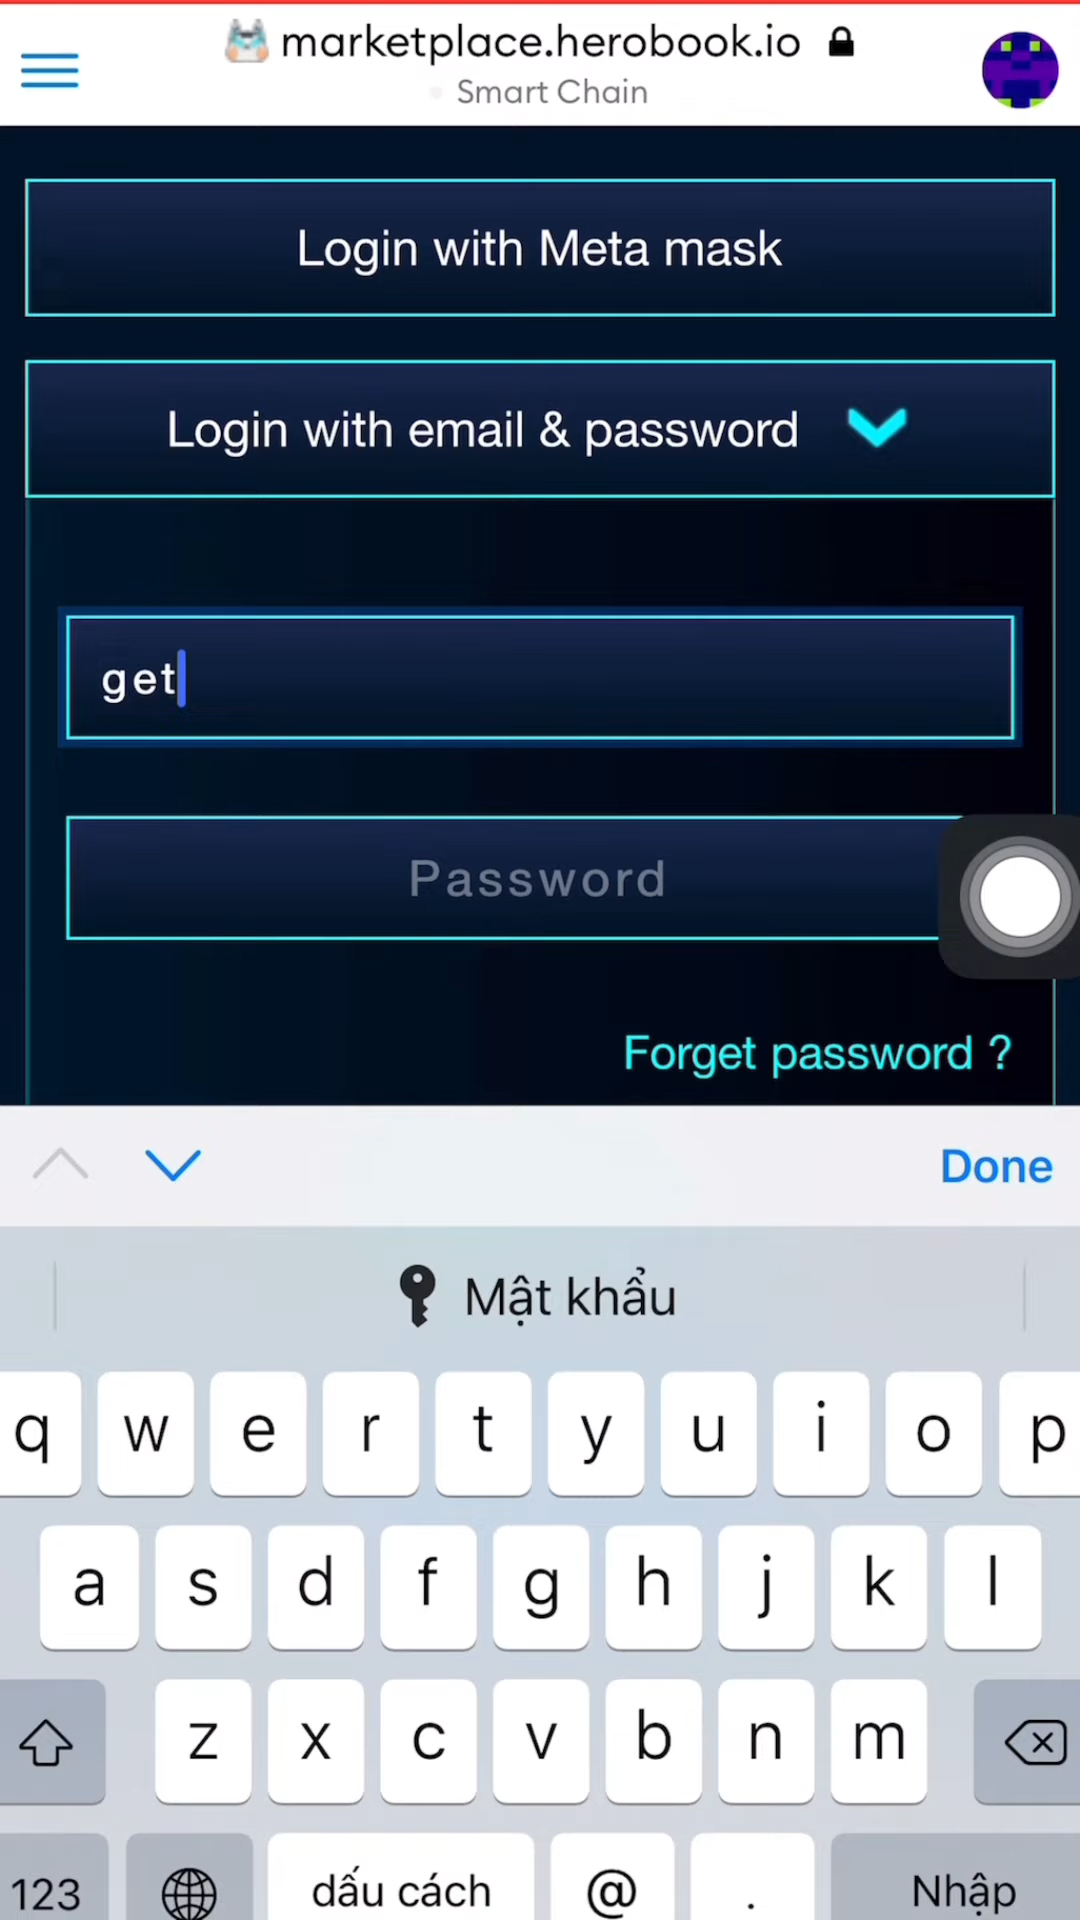 marketplace.herobook.io
Smart Chain
Login with Meta mask
Login with email & password
get
Password
Forget password ?
Done
Mật khẩu
q w e r t y u i o p
a s d f g h j k l
z x c v b n m
123 dấu cách @ . Nhập